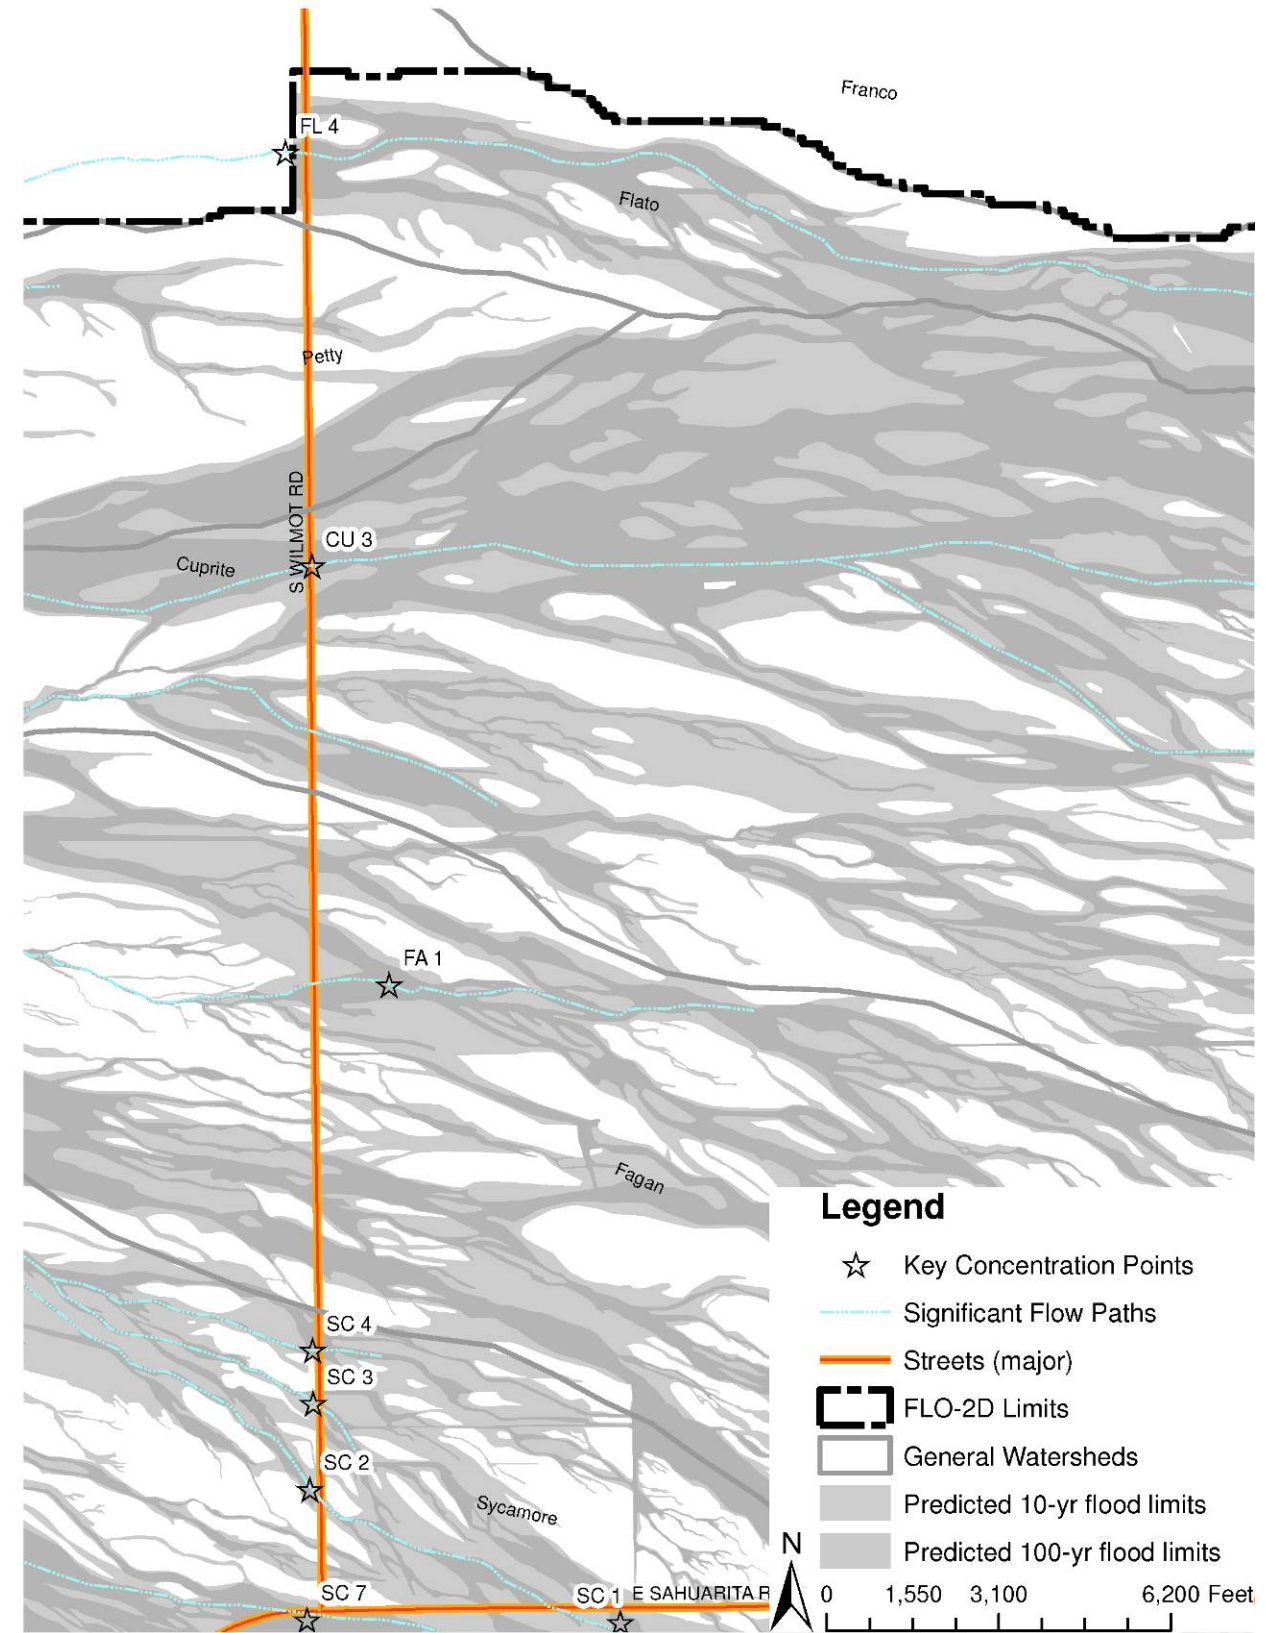 Franco
FL 4
Flato
Petty
S WILMOT RD
CU 3
Cuprite
FA 1
Fagan
Legend
Key Concentration Points
Significant Flow Paths
SC 4
Streets (major)
SC 3
FLO-2D Limits
General Watersheds
SC 2
Sycamore
Predicted 10-yr flood limits
N
Predicted 100-yr flood limits
SC 7
SC 1
E SAHUARITA R
0 1,550 3,100 6,200 Feet